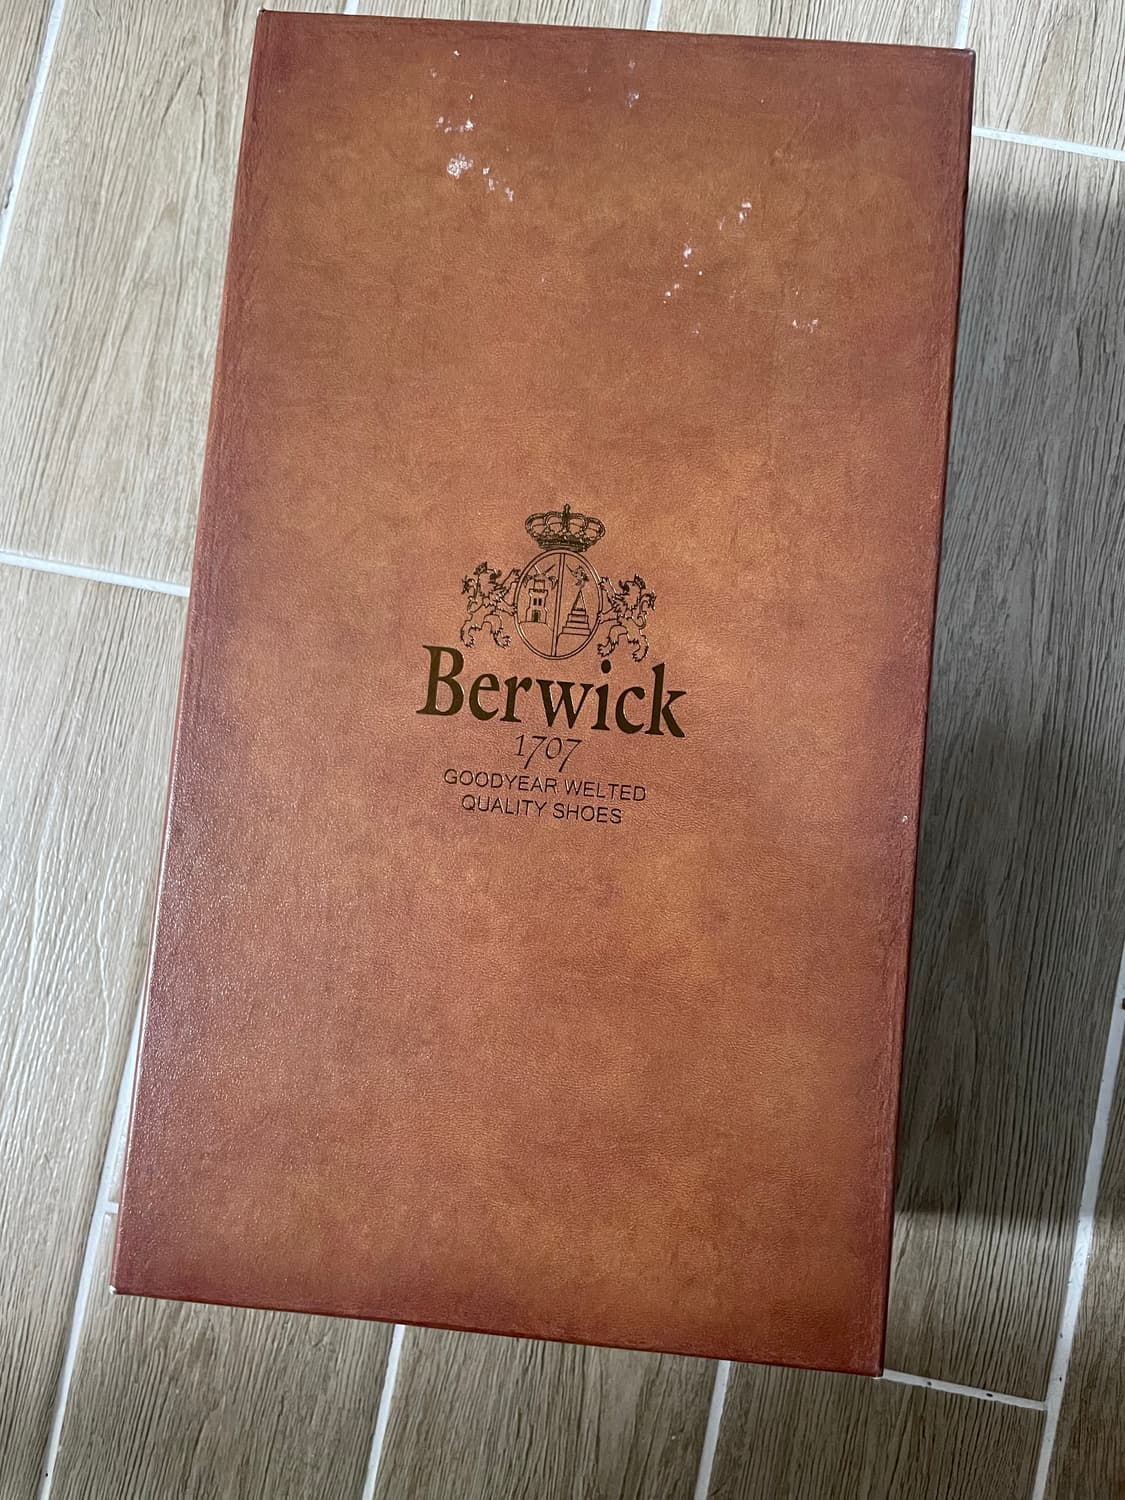 Berwick
1707
GOODYEAR WELTED
QUALITY SHOES